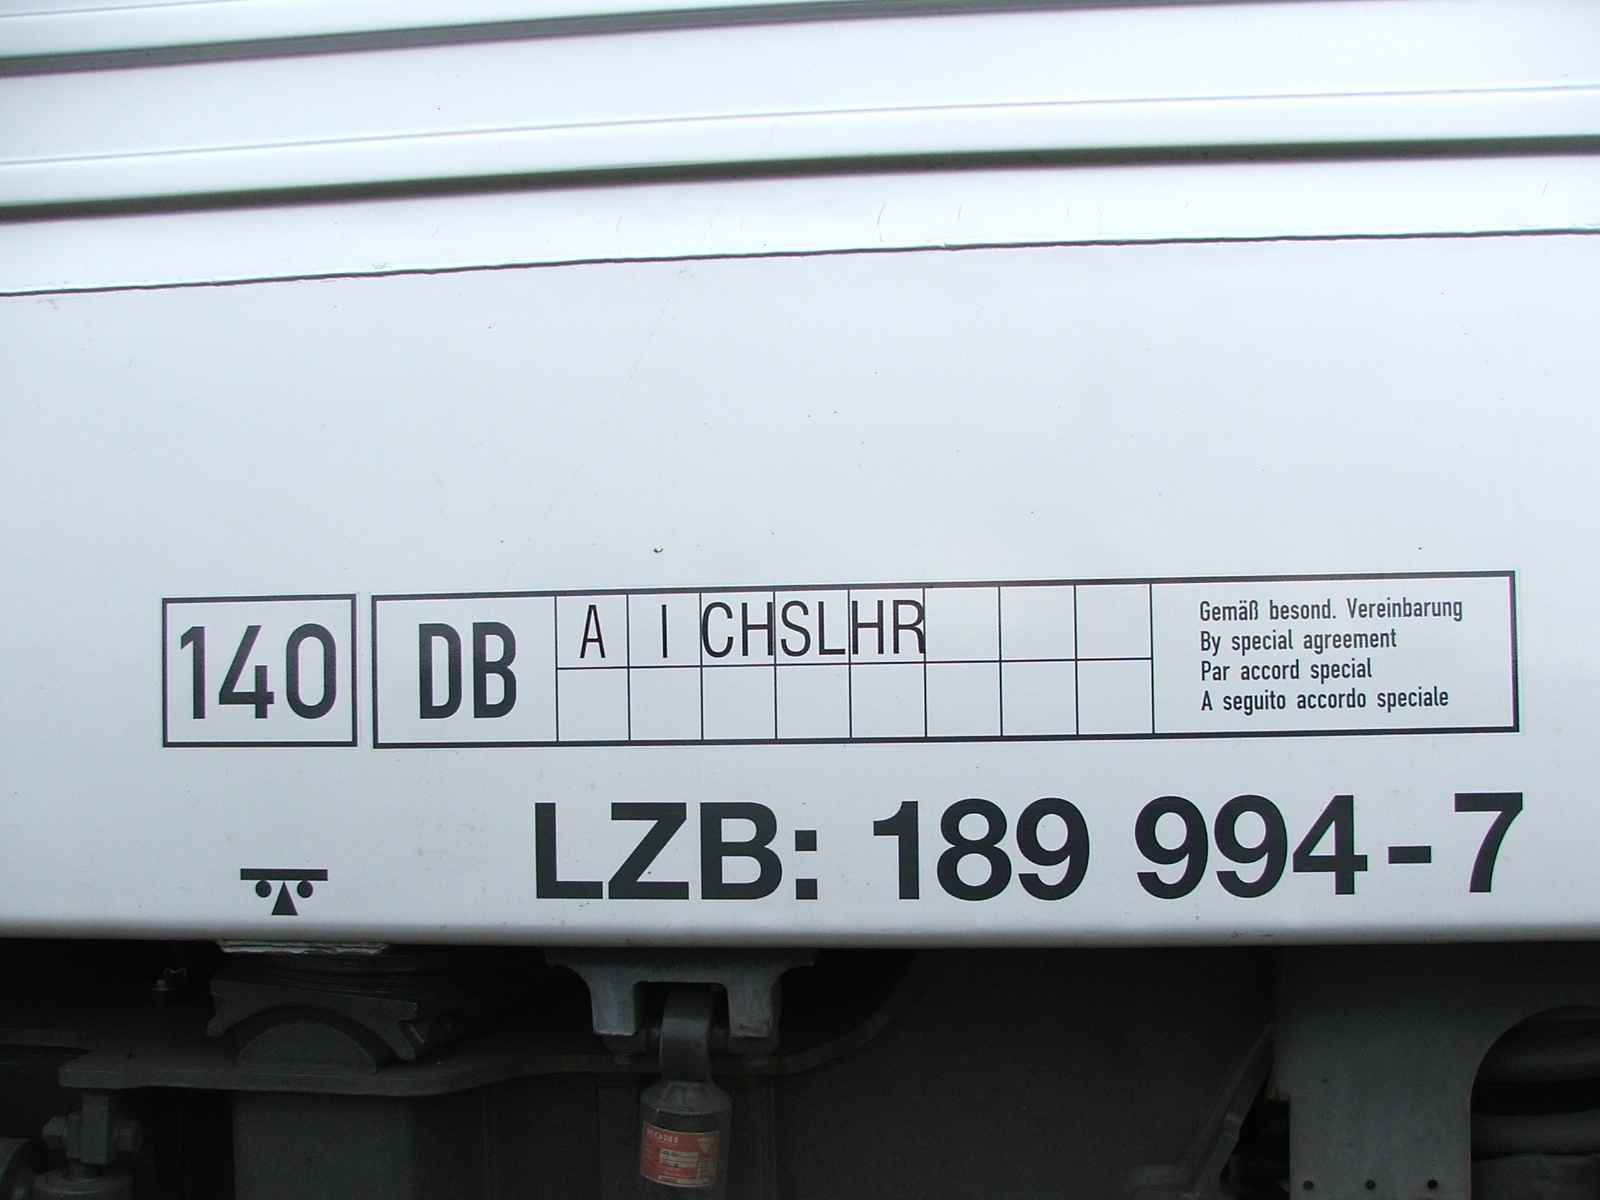 140 DB A I CH SL HR
Gemäß besond. Vereinbarung
By special agreement
Par accord special
A seguito accordo speciale
LZB: 189 994-7
KONI